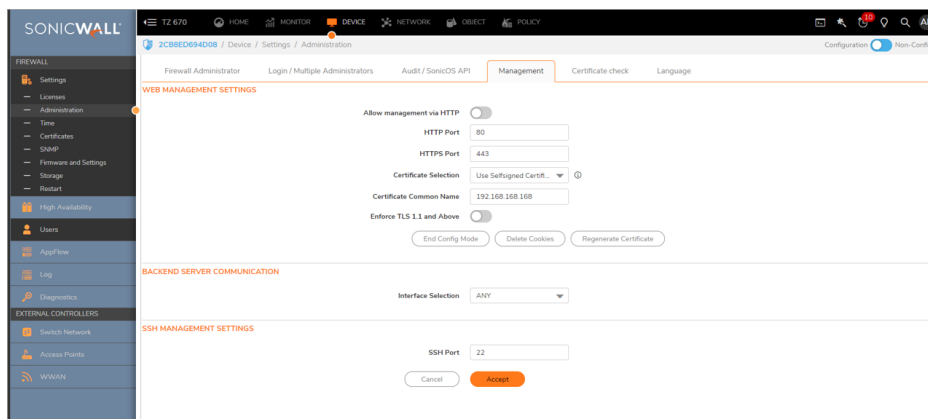 SONICWALL
TZ 670
HOME
MONITOR
DEVICE
NETWORK
OBJECT
POLICY
10
2CB8ED694D08 / Device / Settings / Administration
Configuration
Non-Confi
FIREWALL
Settings
Licenses
Administration
Time
Certificates
SNMP
Firmware and Settings
Storage
Restart
High Availability
Users
AppFlow
Log
Diagnostics
EXTERNAL CONTROLLERS
Switch Network
Access Points
WWAN
Firewall Administrator
Login / Multiple Administrators
Audit / SonicOS API
Management
Certificate check
Language
WEB MANAGEMENT SETTINGS
Allow management via HTTP
HTTP Port 80
HTTPS Port 443
Certificate Selection Use Selfsigned Certifi...
Certificate Common Name 192.168.168.168
Enforce TLS 1.1 and Above
End Config Mode
Delete Cookies
Regenerate Certificate
BACKEND SERVER COMMUNICATION
Interface Selection ANY
SSH MANAGEMENT SETTINGS
SSH Port 22
Cancel
Accept